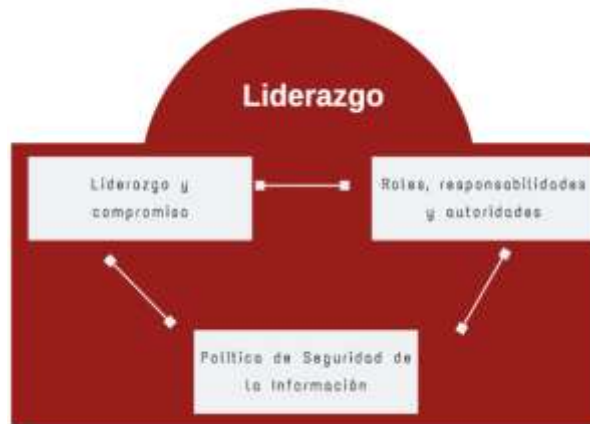 Liderazgo
Liderazgo y
compromiso
Roles, responsabilidades
y autoridades
Política de Seguridad de
la Información